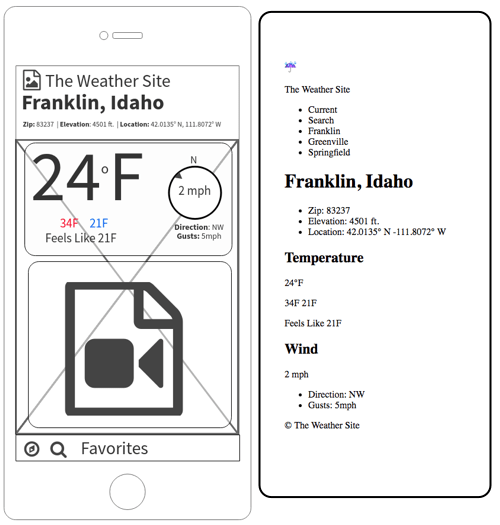 The Weather Site
Franklin, Idaho
Zip: 83237 | Elevation: 4501 ft. | Location: 42.0135° N, 111.8072° W
24°F
34F 21F
Feels Like 21F
N
2 mph
Direction: NW
Gusts: 5mph
Favorites
The Weather Site
Current
Search
Franklin
Greenville
Springfield
Franklin, Idaho
Zip: 83237
Elevation: 4501 ft.
Location: 42.0135° N -111.8072° W
Temperature
24°F
34F 21F
Feels Like 21F
Wind
2 mph
Direction: NW
Gusts: 5mph
© The Weather Site